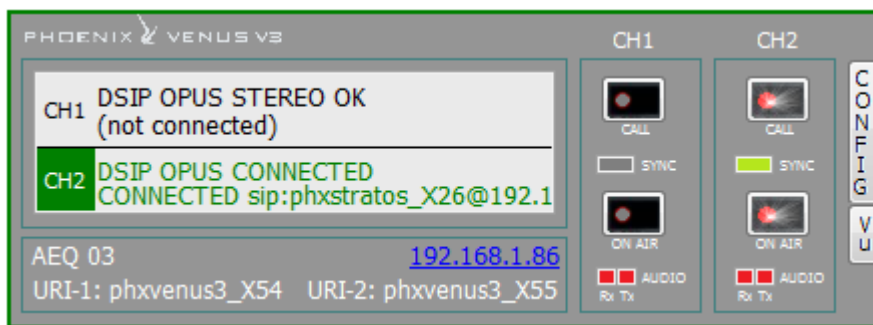 PHOENIX VENUS V3
CH1 DSIP OPUS STEREO OK
(not connected)
CH2 DSIP OPUS CONNECTED
CONNECTED sip:phxstratos_X26@192.1
AEQ 03 192.168.1.86
URI-1: phxvenus3_X54 URI-2: phxvenus3_X55
CH1 CH2
CALL CALL
SYNC SYNC
ON AIR ON AIR
AUDIO AUDIO
Rx Tx Rx Tx
CONFIG
Vu